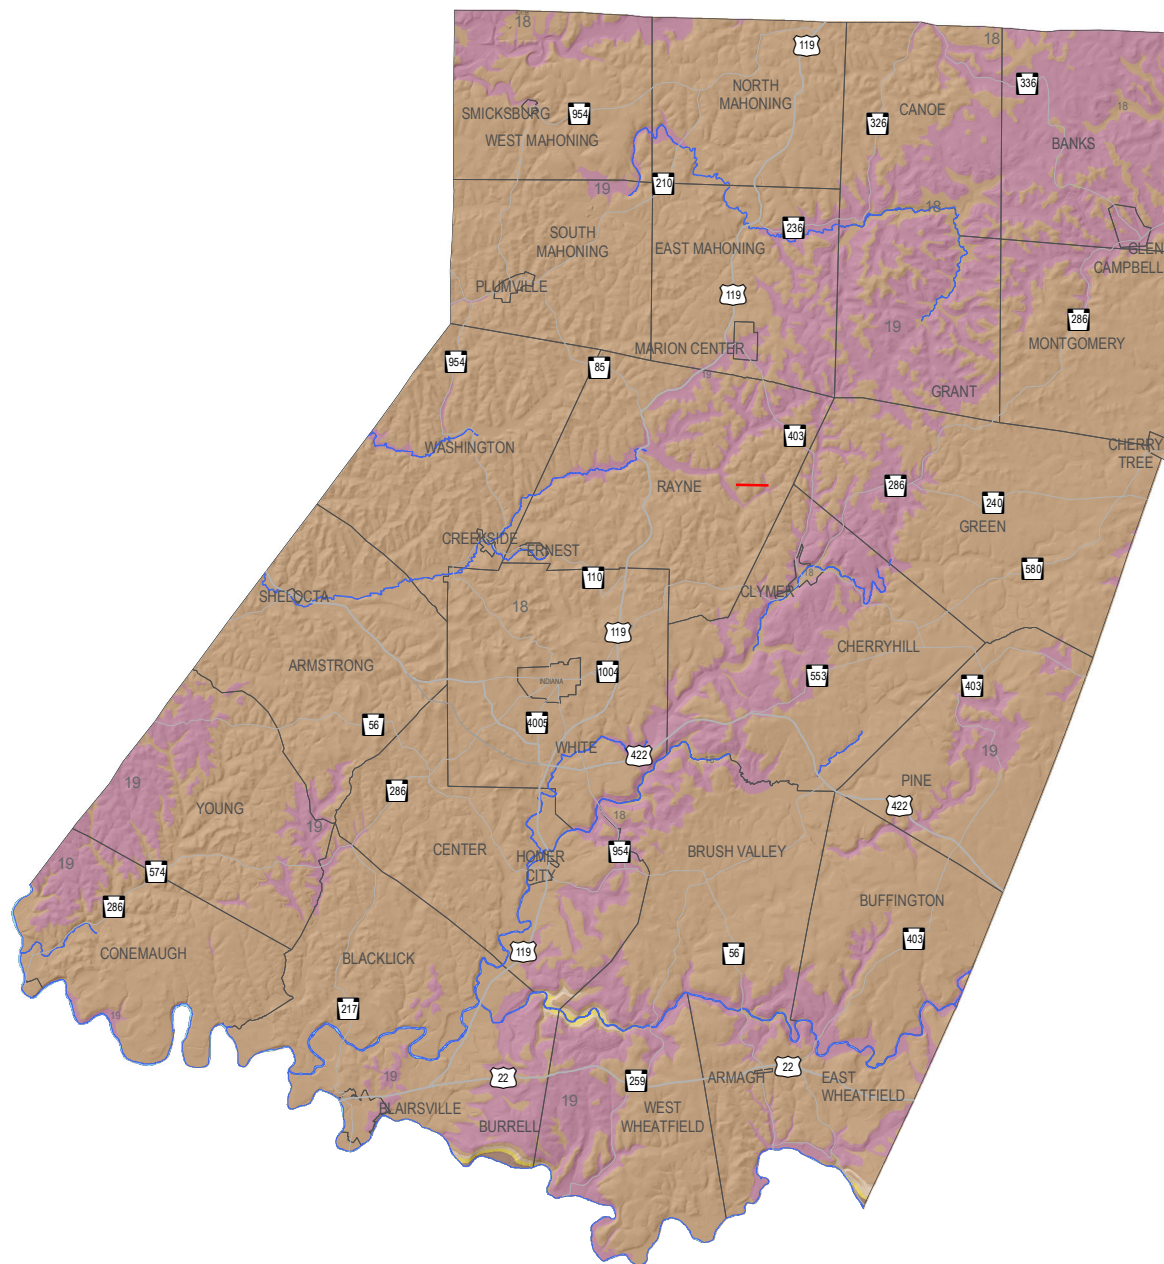 18
119
18
336
NORTH
MAHONING
18
SMICKSBURG
954
326
CANOE
WEST MAHONING
BANKS
19
210
18
236
SOUTH
MAHONING
EAST MAHONING
GLEN
CAMPBELL
PLUMVILLE
119
286
19
MONTGOMERY
MARION CENTER
954
85
19
GRANT
403
WASHINGTON
CHERRY
TREE
RAYNE
286
240
GREEN
CREEKSIDE
ERNEST
580
110
18
SHELOCTA
CLYMER
18
119
CHERRYHILL
ARMSTRONG
1004
553
INDIANA
403
56
4005
WHITE
422
19
18
19
PINE
286
422
YOUNG
18
19
CENTER
HOMER
CITY
954
BRUSH VALLEY
19
574
286
BUFFINGTON
403
CONEMAUGH
BLACKLICK
119
56
217
19
22
19
22
259
ARMAGH
EAST
WHEATFIELD
BLAIRSVILLE
19
WEST
WHEATFIELD
BURRELL